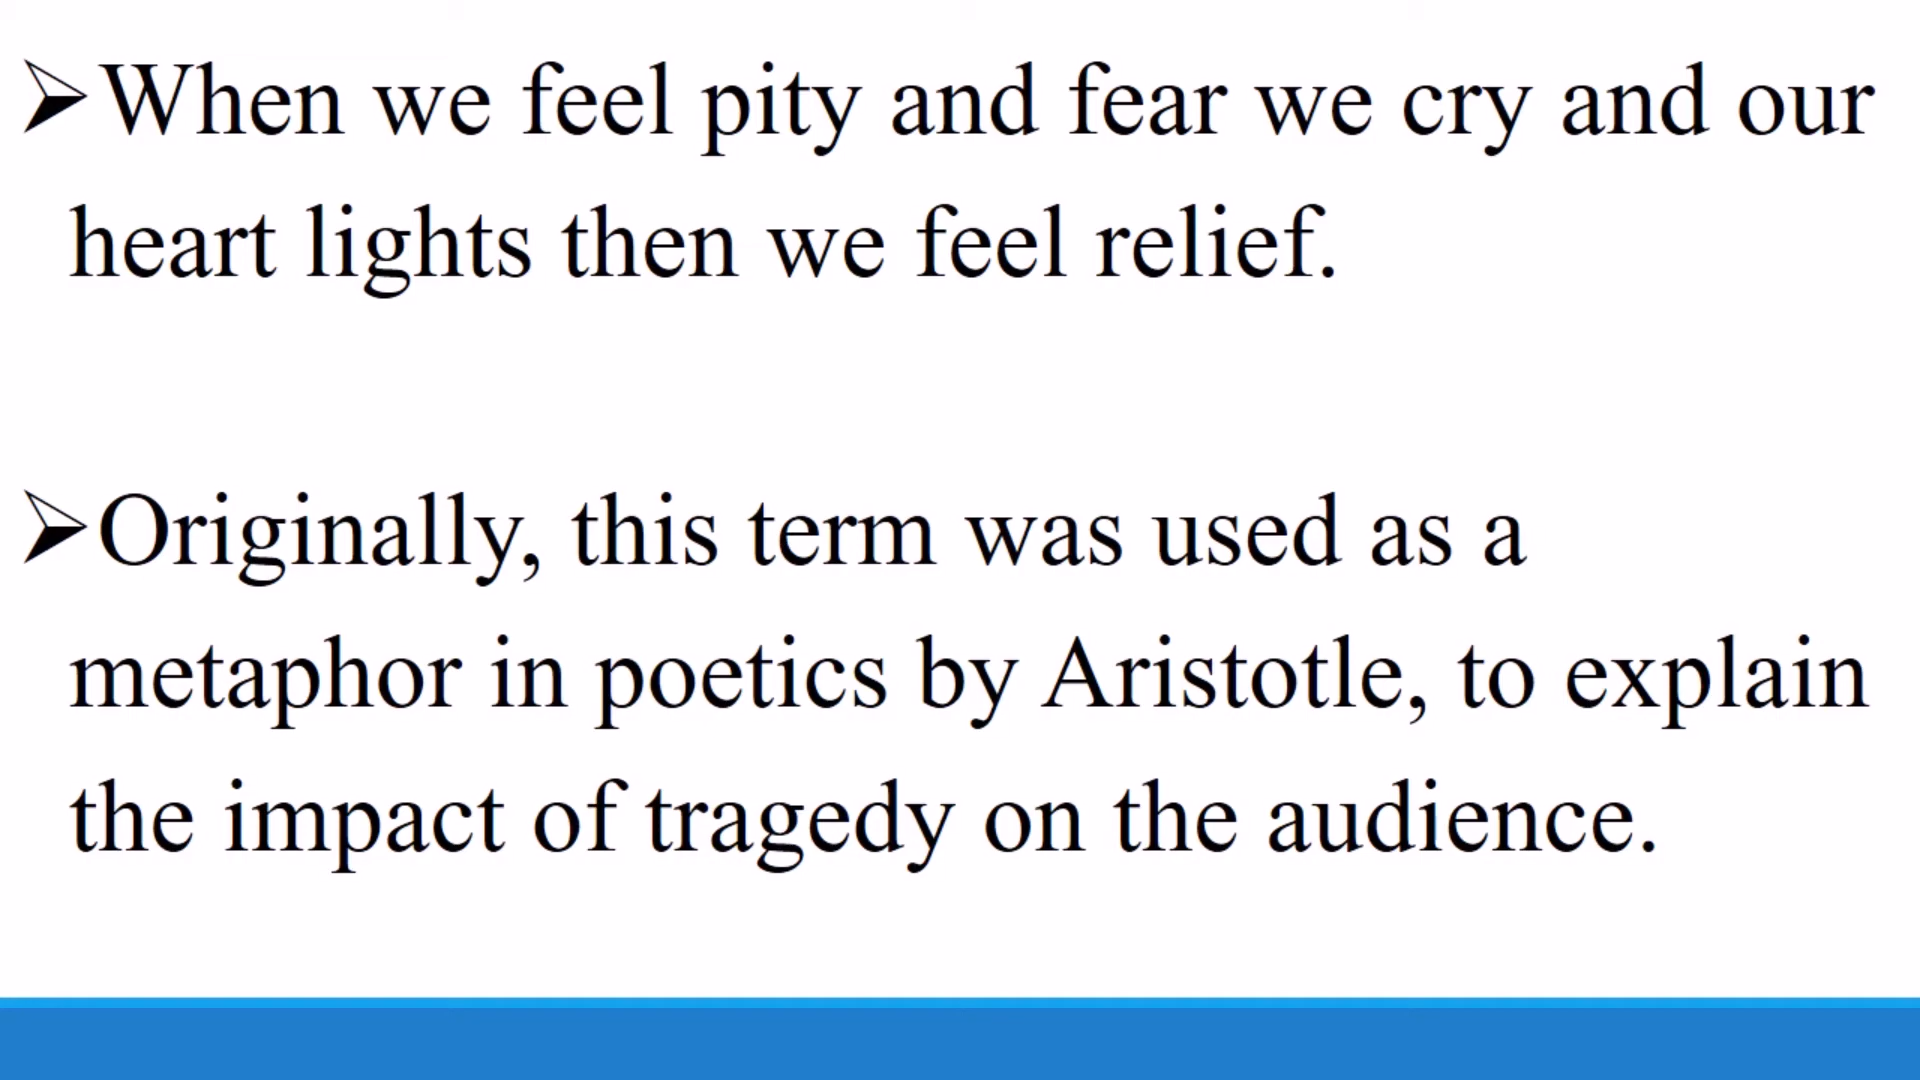 ➢When we feel pity and fear we cry and our
heart lights then we feel relief.
➢Originally, this term was used as a
metaphor in poetics by Aristotle, to explain
the impact of tragedy on the audience.